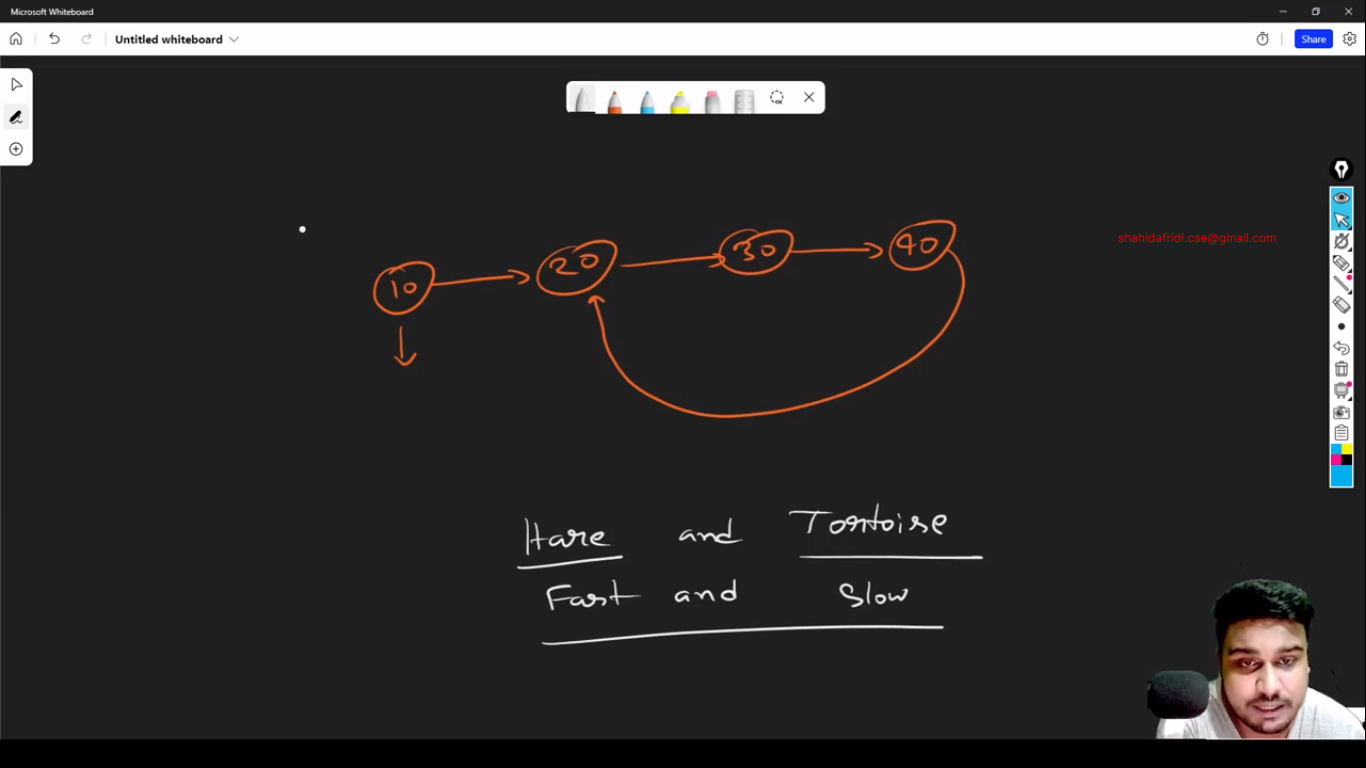 Microsoft Whiteboard
Untitled whiteboard
Share
shahidafridi.cse@gmail.com
10 20 30 40
Hare and Tortoise
Fast and Slow